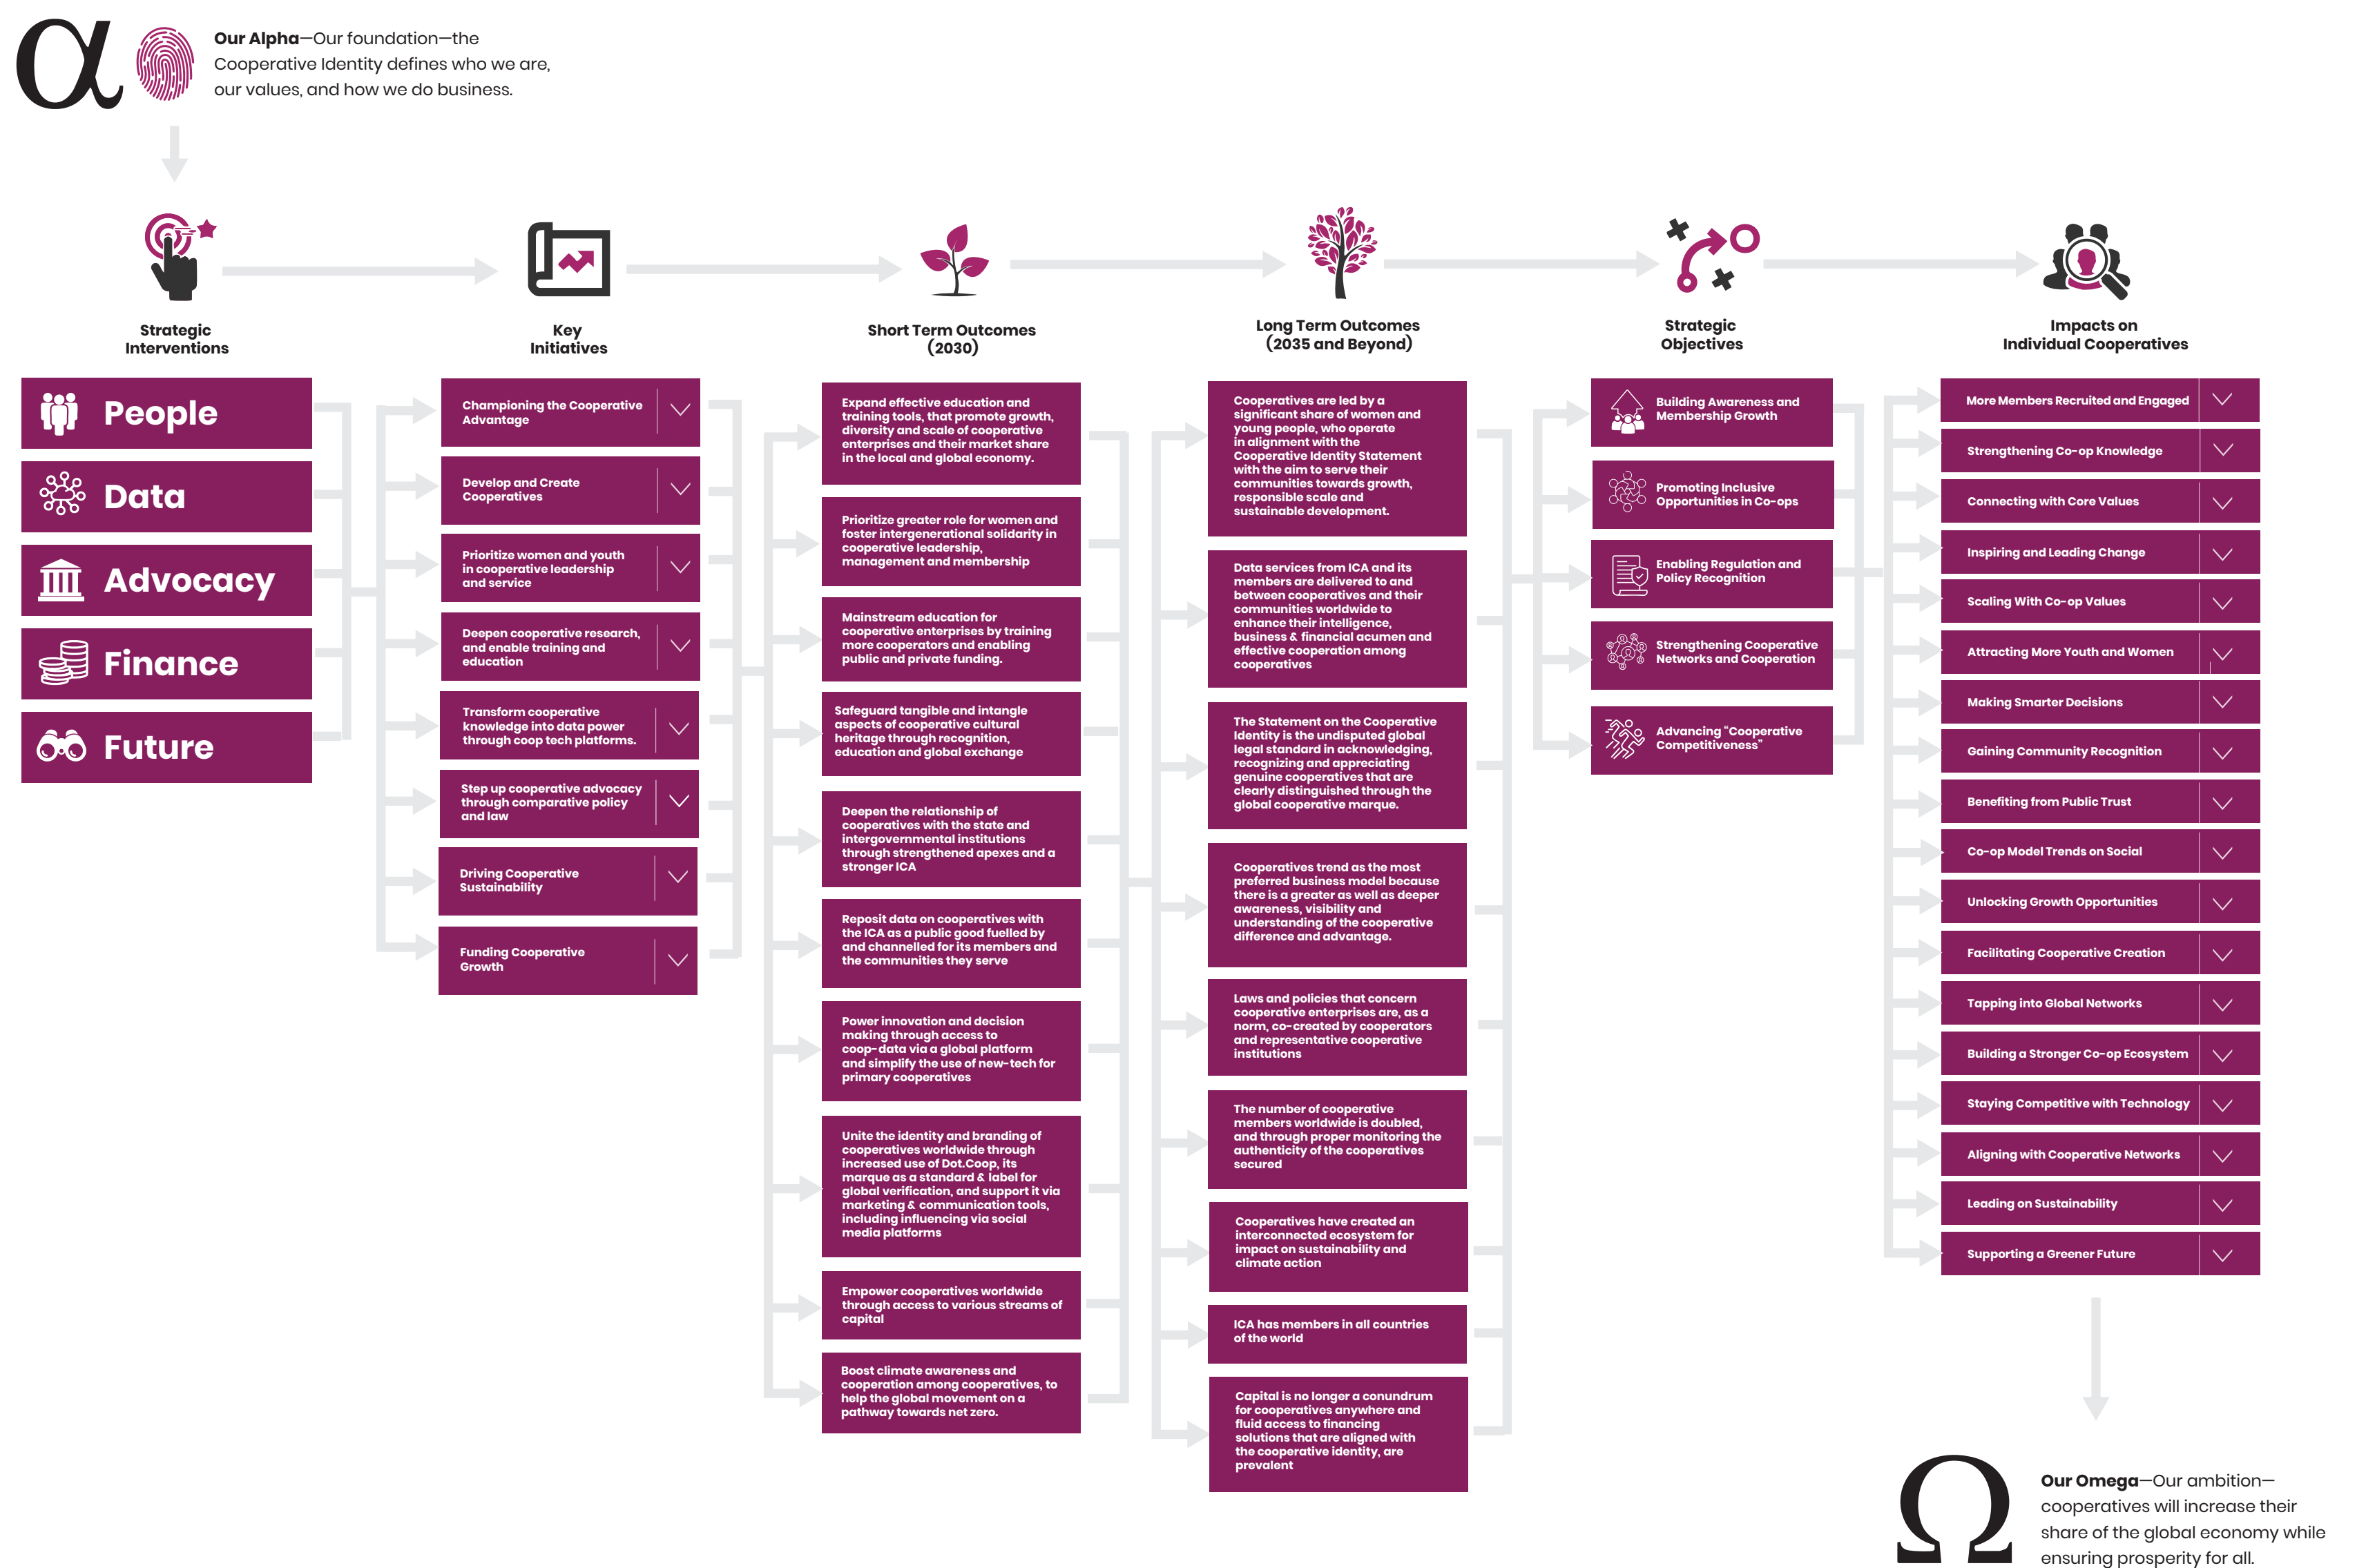 α
Our Alpha—Our foundation—the
Cooperative Identity defines who we are,
our values, and how we do business.
Strategic
Interventions
People
Data
Advocacy
Finance
Future
Key
Initiatives
Championing the Cooperative
Advantage
Develop and Create
Cooperatives
Prioritize women and youth
in cooperative leadership
and service
Deepen cooperative research,
and enable training and
education
Transform cooperative
knowledge into data power
through coop tech platforms.
Step up cooperative advocacy
through comparative policy
and law
Driving Cooperative
Sustainability
Funding Cooperative
Growth
Short Term Outcomes
(2030)
Expand effective education and
training tools, that promote growth,
diversity and scale of cooperative
enterprises and their market share
in the local and global economy.
Prioritize greater role for women and
foster intergenerational solidarity in
cooperative leadership,
management and membership
Mainstream education for
cooperative enterprises by training
more cooperators and enabling
public and private funding.
Safeguard tangible and intangle
aspects of cooperative cultural
heritage through recognition,
education and global exchange
Deepen the relationship of
cooperatives with the state and
intergovernmental institutions
through strengthened apexes and a
stronger ICA
Reposit data on cooperatives with
the ICA as a public good fuelled by
and channelled for its members and
the communities they serve
Power innovation and decision
making through access to
coop-data via a global platform
and simplify the use of new-tech for
primary cooperatives
Unite the identity and branding of
cooperatives worldwide through
increased use of Dot.Coop, its
marque as a standard & label for
global verification, and support it via
marketing & communication tools,
including influencing via social
media platforms
Empower cooperatives worldwide
through access to various streams of
capital
Boost climate awareness and
cooperation among cooperatives, to
help the global movement on a
pathway towards net zero.
Long Term Outcomes
(2035 and Beyond)
Cooperatives are led by a
significant share of women and
young people, who operate
in alignment with the
Cooperative Identity Statement
with the aim to serve their
communities towards growth,
responsible scale and
sustainable development.
Data services from ICA and its
members are delivered to and
between cooperatives and their
communities worldwide to
enhance their intelligence,
business & financial acumen and
effective cooperation among
cooperatives
The Statement on the Cooperative
Identity is the undisputed global
legal standard in acknowledging,
recognizing and appreciating
genuine cooperatives that are
clearly distinguished through the
global cooperative marque.
Cooperatives trend as the most
preferred business model because
there is a greater as well as deeper
awareness, visibility and
understanding of the cooperative
difference and advantage.
Laws and policies that concern
cooperative enterprises are, as a
norm, co-created by cooperators
and representative cooperative
institutions
The number of cooperative
members worldwide is doubled,
and through proper monitoring the
authenticity of the cooperatives
secured
Cooperatives have created an
interconnected ecosystem for
impact on sustainability and
climate action
ICA has members in all countries
of the world
Capital is no longer a conundrum
for cooperatives anywhere and
fluid access to financing
solutions that are aligned with
the cooperative identity, are
prevalent
Strategic
Objectives
Building Awareness and
Membership Growth
Promoting Inclusive
Opportunities in Co-ops
Enabling Regulation and
Policy Recognition
Strengthening Cooperative
Networks and Cooperation
Advancing “Cooperative
Competitiveness”
Impacts on
Individual Cooperatives
More Members Recruited and Engaged
Strengthening Co-op Knowledge
Connecting with Core Values
Inspiring and Leading Change
Scaling With Co-op Values
Attracting More Youth and Women
Making Smarter Decisions
Gaining Community Recognition
Benefiting from Public Trust
Co-op Model Trends on Social
Unlocking Growth Opportunities
Facilitating Cooperative Creation
Tapping into Global Networks
Building a Stronger Co-op Ecosystem
Staying Competitive with Technology
Aligning with Cooperative Networks
Leading on Sustainability
Supporting a Greener Future
Ω
Our Omega—Our ambition—
cooperatives will increase their
share of the global economy while
ensuring prosperity for all.